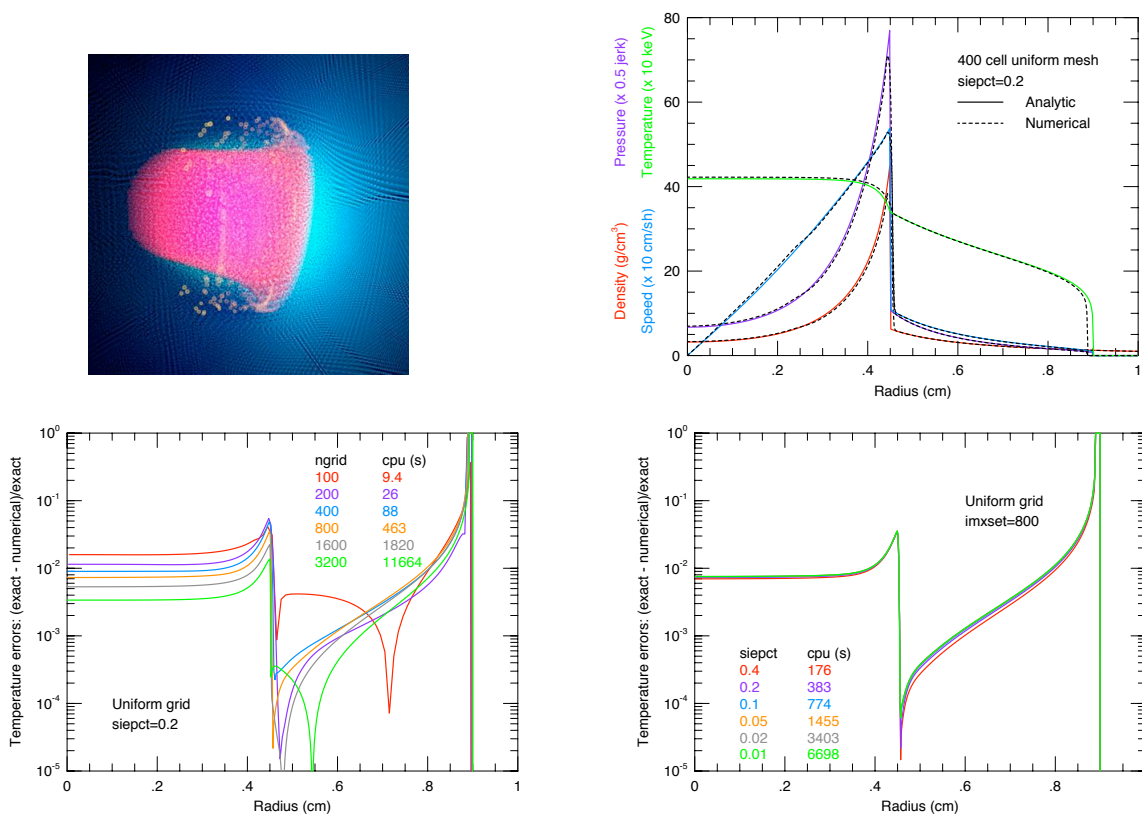 80
60
40
20
0
Pressure (x 0.5 jerk)
Temperature (x 10 keV)
Density (g/cm3)
Speed (x 10 cm/sh)
400 cell uniform mesh
siepct=0.2
Analytic
Numerical
0 .2 .4 .6 .8 1
Radius (cm)
Temperature errors: (exact - numerical)/exact
10^0
10^-1
10^-2
10^-3
10^-4
10^-5
ngrid cpu (s)
100 9.4
200 26
400 88
800 463
1600 1820
3200 11664
Uniform grid
siepct=0.2
0 .2 .4 .6 .8 1
Radius (cm)
Temperature errors: (exact - numerical)/exact
10^0
10^-1
10^-2
10^-3
10^-4
10^-5
Uniform grid
imxset=800
siepct cpu (s)
0.4 176
0.2 383
0.1 774
0.05 1455
0.02 3403
0.01 6698
.0 .2 .4 .6 .8 1
Radius (cm)